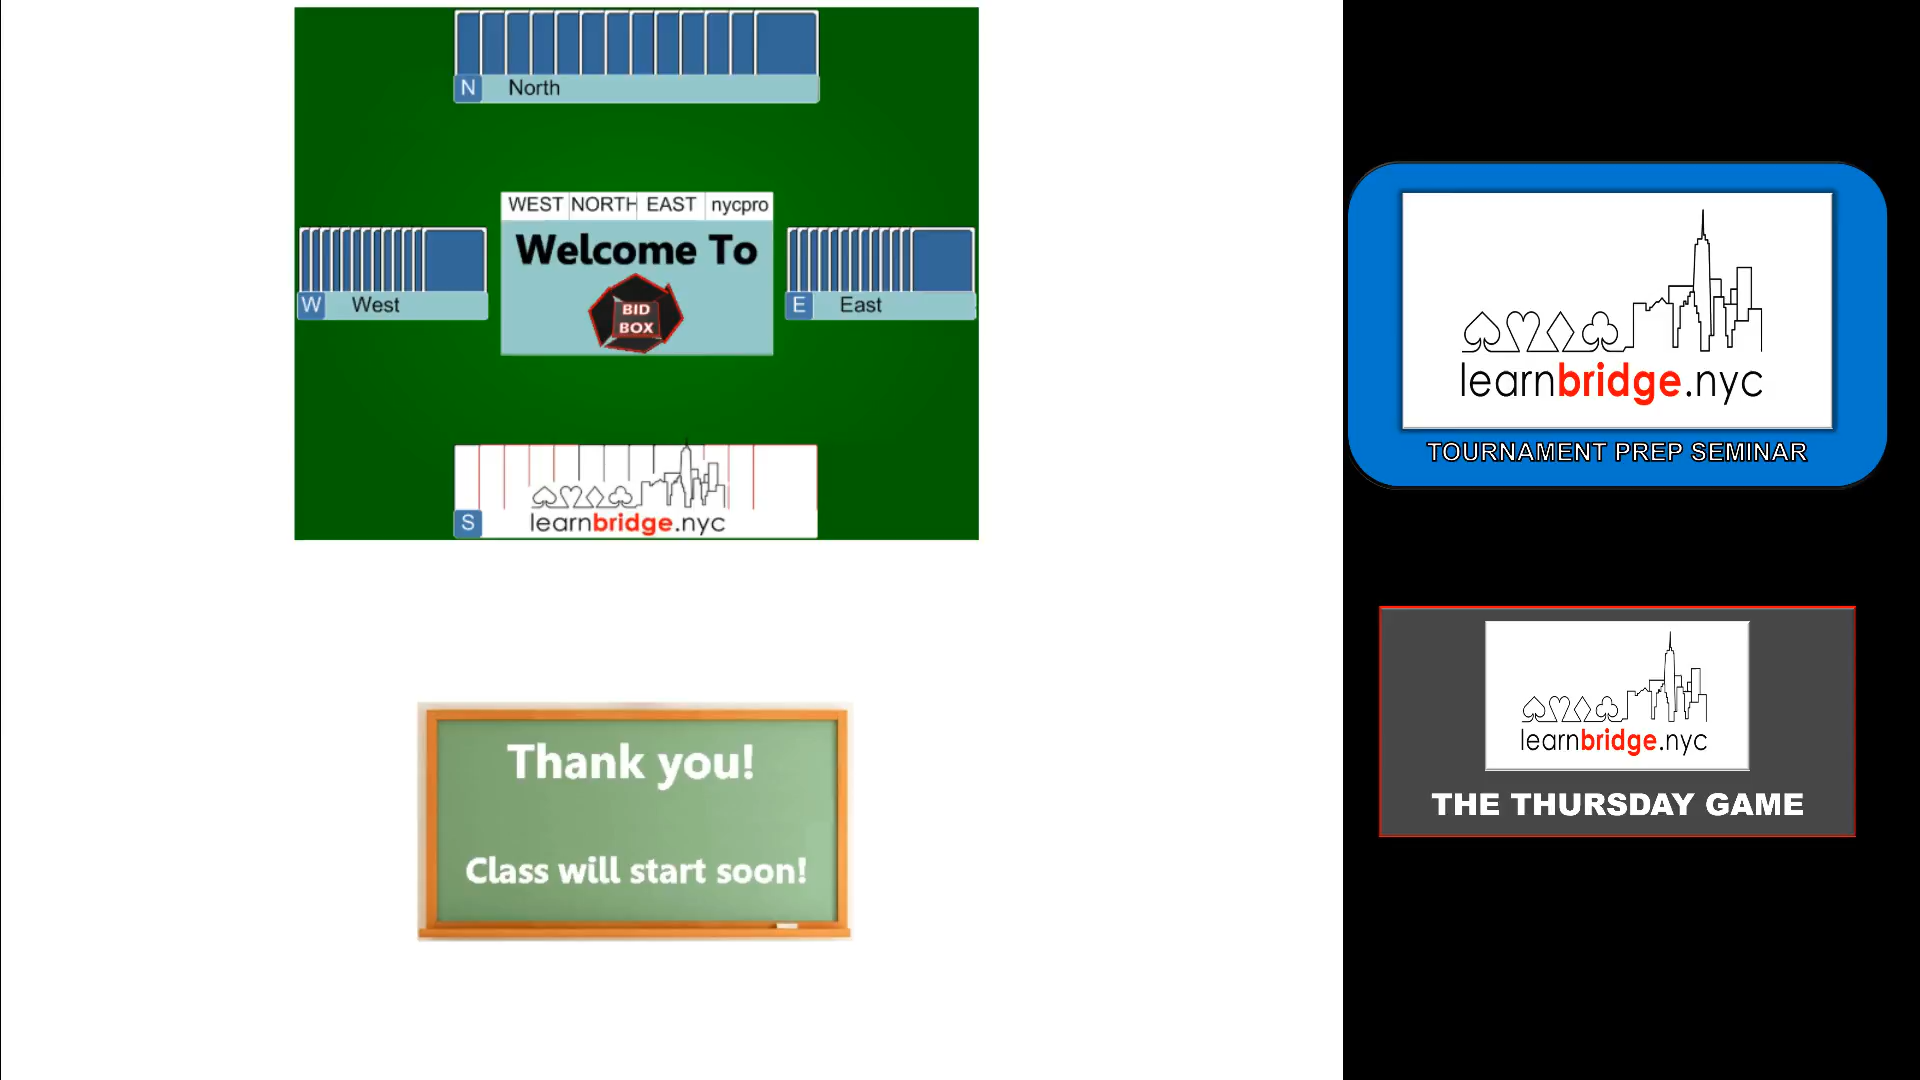 N North
WEST NORTH EAST nycpro
Welcome To
BID
BOX
W West
E East
S
learnbridge.nyc
Thank you!
Class will start soon!
learnbridge.nyc
TOURNAMENT PREP SEMINAR
learnbridge.nyc
THE THURSDAY GAME